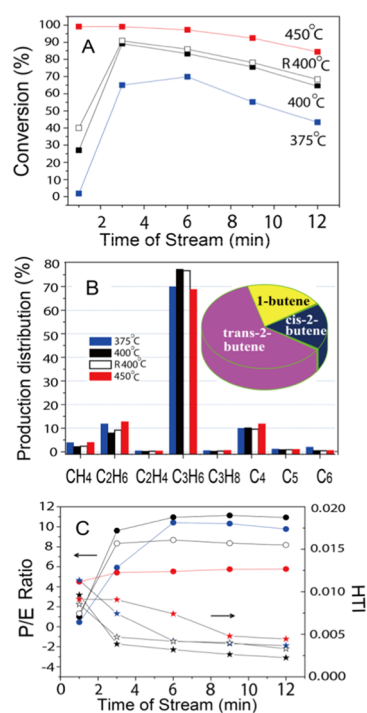 A
Conversion (%)
100
90
80
70
60
50
40
30
20
10
0
450°C
R400°C
400°C
375°C
0 3 6 9 12
Time of Stream (min)
B
Production distribution (%)
80
70
60
50
40
30
20
10
0
375°C
400°C
R400°C
450°C
1-butene
cis-2-
butene
trans-2-
butene
CH4 C2H6 C2H4 C3H6 C3H8 C4 C5 C6
C
P/E Ratio
12
10
8
6
4
2
0
-2
-4
0.020
0.015
0.010
0.005
0.000
HTI
0 2 4 6 8 10 12
Time of Stream (min)